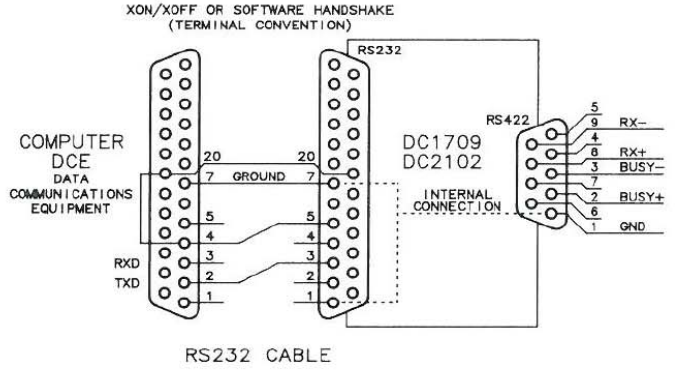 XON/XOFF OR SOFTWARE HANDSHAKE
(TERMINAL CONVENTION)
RS232
RS422
COMPUTER
DCE
DATA
COMMUNICATIONS
EQUIPMENT
DC1709
DC2102
INTERNAL
CONNECTION
20 20
7 GROUND 7
5 5
4 4
RXD 3 3
TXD 2 2
1 1
5
9 RX-
4
8 RX+
3 BUSY-
7
2 BUSY+
6
1 GND
RS232 CABLE